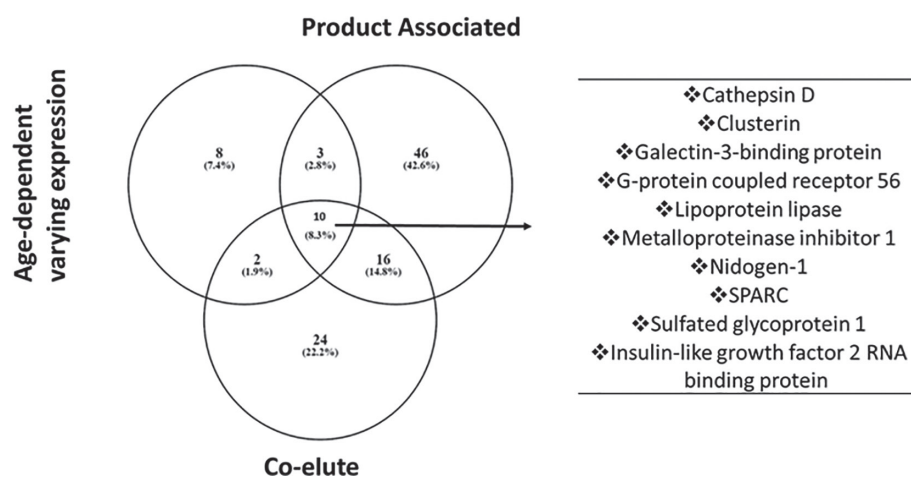 Product Associated
Age-dependent
varying expression
8
(7.4%)
3
(2.8%)
46
(42.6%)
10
(8.3%)
2
(1.9%)
16
(14.8%)
24
(22.2%)
Co-elute
❖Cathepsin D
❖Clusterin
❖Galectin-3-binding protein
❖G-protein coupled receptor 56
❖Lipoprotein lipase
❖Metalloproteinase inhibitor 1
❖Nidogen-1
❖SPARC
❖Sulfated glycoprotein 1
❖Insulin-like growth factor 2 RNA
binding protein